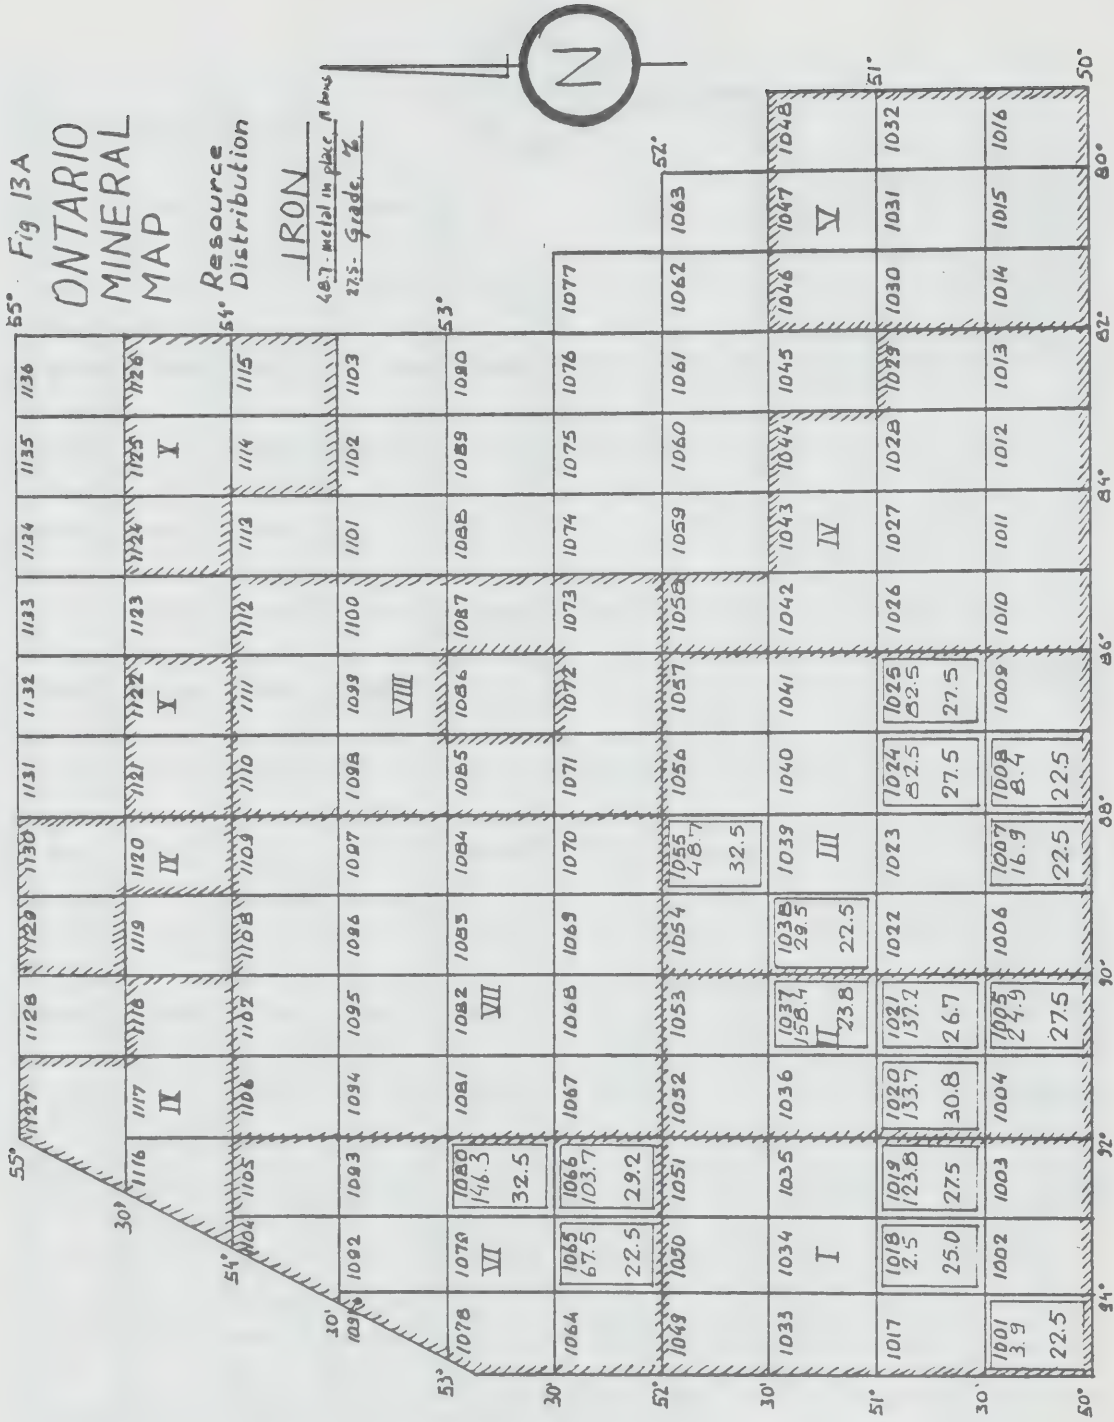 Fig 13A
ONTARIO
MINERAL
MAP
Resource
Distribution
IRON
48.7 - metal in place,
27.5 - Grade, %
N
55° 55°
1127 1128 1129 1130 1131 1132 1133 1134 1135 1136
30'
1116 1117 1118 1119 1120 1121 1122 1123 1124 1125 1126
IX IX X X
54° 54°
1104 1105 1106 1107 1108 1109 1110 1111 1112 1113 1114 1115
30'
1092 1093 1094 1095 1096 1097 1098 1099 1100 1101 1102 1103
VIII
53° 53°
1078 1079 1080 1081 1082 1083 1084 1085 1086 1087 1088 1089 1090
146.3
VI VII
32.5
30'
1064 1065 1066 1067 1068 1069 1070 1071 1072 1073 1074 1075 1076 1077
67.5 103.7
22.5 29.2
52° 52°
1049 1050 1051 1052 1053 1054 1055 1056 1057 1058 1059 1060 1061 1062 1063
48.7
32.5
30'
1033 1034 1035 1036 1037 1038 1039 1040 1041 1042 1043 1044 1045 1046 1047 1048
158.4 29.5
I II III IV V
23.8 22.5
51° 51°
1017 1018 1019 1020 1021 1022 1023 1024 1025 1026 1027 1028 1029 1030 1031 1032
2.5 123.8 133.7 137.2 82.5 82.5
25.0 27.5 30.8 26.7 27.5 27.5
30'
1001 1002 1003 1004 1005 1006 1007 1008 1009 1010 1011 1012 1013 1014 1015 1016
3.9 24.9 16.9 8.4
22.5 27.5 22.5 22.5
50° 50°
94° 92° 90° 88° 86° 84° 82° 80°